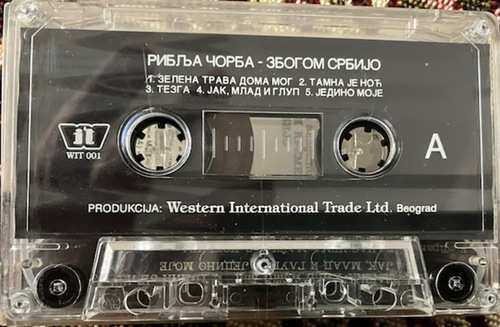 РИБЉА ЧОРБА - ЗБОГОМ СРБИЈО
1. ЗЕЛЕНА ТРАВА ДОМА МОГ 2. ТАМНА ЈЕ НОЋ
3. ТЕЗГА 4. ЈАК, МЛАД И ГЛУП 5. ЈЕДИНО МОЈЕ
WIT 001
A
PRODUKCIJA: Western International Trade Ltd. Beograd